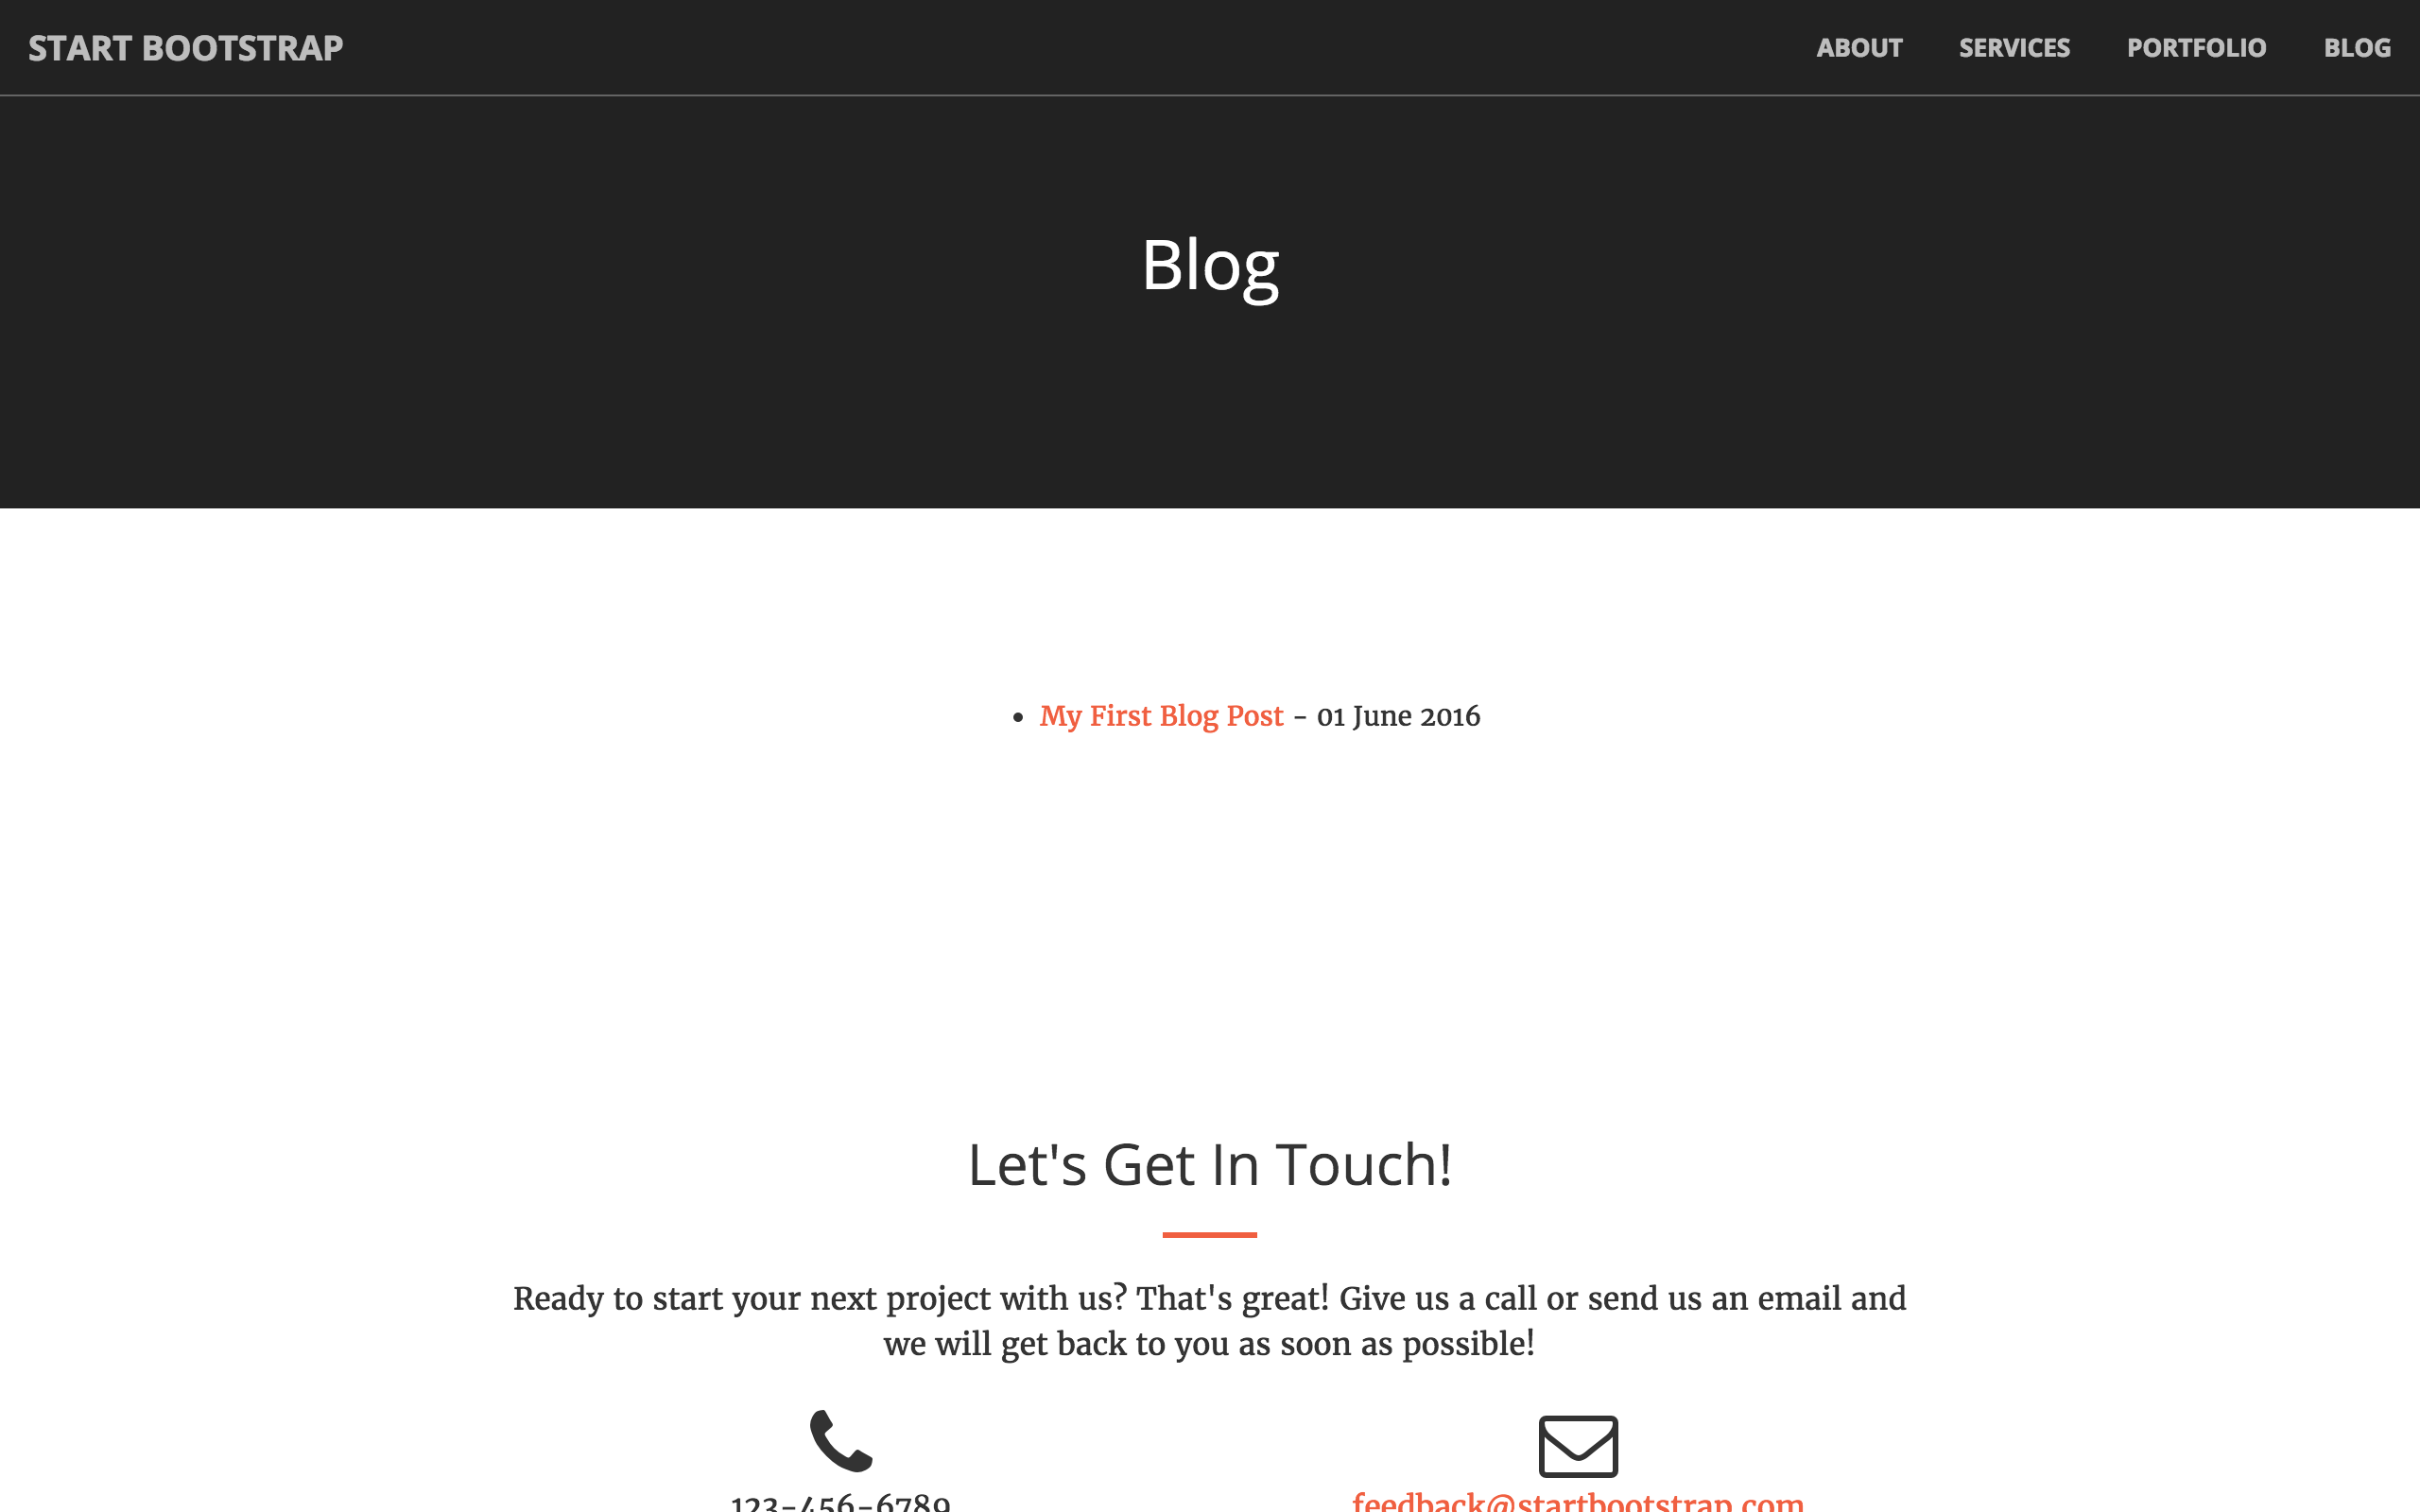 START BOOTSTRAP
ABOUT SERVICES PORTFOLIO BLOG
Blog
• My First Blog Post - 01 June 2016
Let's Get In Touch!
Ready to start your next project with us? That's great! Give us a call or send us an email and
we will get back to you as soon as possible!
123-456-6789
feedback@startbootstrap.com